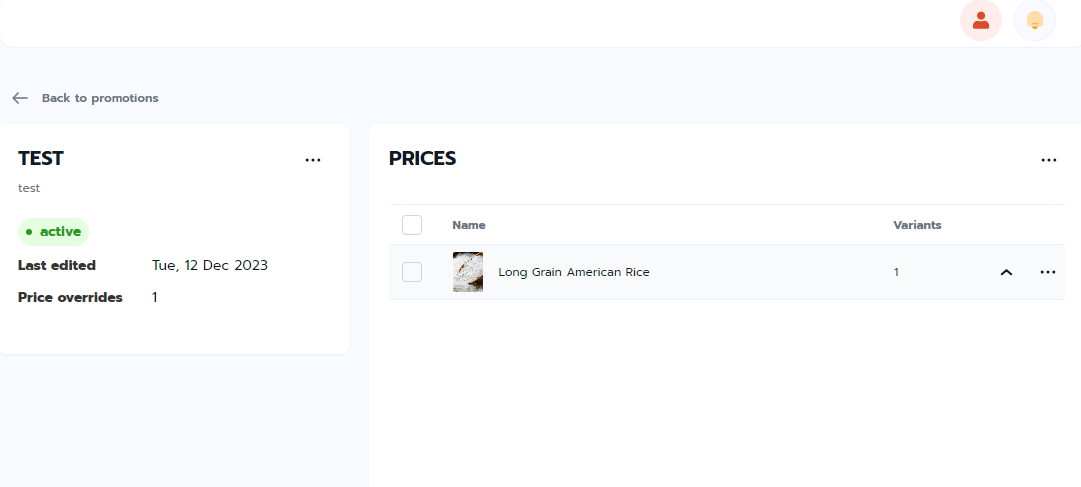 Back to promotions
TEST
test
active
Last edited Tue, 12 Dec 2023
Price overrides 1
PRICES
Name Variants
Long Grain American Rice 1